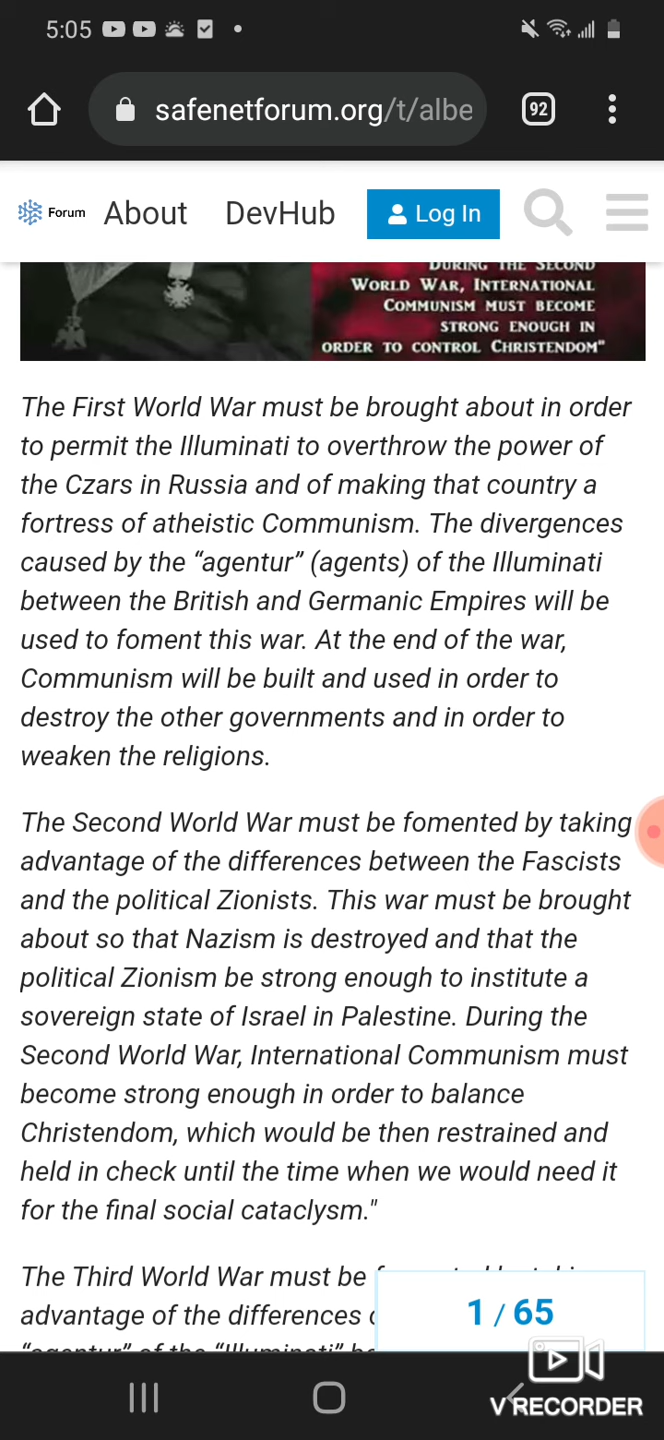 5:05
92
safenetforum.org/t/albe
Forum
About
DevHub
Log In
DURING THE SECOND
WORLD WAR, INTERNATIONAL
COMMUNISM MUST BECOME
STRONG ENOUGH IN
ORDER TO CONTROL CHRISTENDOM"
The First World War must be brought about in order
to permit the Illuminati to overthrow the power of
the Czars in Russia and of making that country a
fortress of atheistic Communism. The divergences
caused by the “agentur” (agents) of the Illuminati
between the British and Germanic Empires will be
used to foment this war. At the end of the war,
Communism will be built and used in order to
destroy the other governments and in order to
weaken the religions.
The Second World War must be fomented by taking
advantage of the differences between the Fascists
and the political Zionists. This war must be brought
about so that Nazism is destroyed and that the
political Zionism be strong enough to institute a
sovereign state of Israel in Palestine. During the
Second World War, International Communism must
become strong enough in order to balance
Christendom, which would be then restrained and
held in check until the time when we would need it
for the final social cataclysm."
The Third World War must be
advantage of the differences
“agentur” of the “Illuminati”
1 / 65
V RECORDER